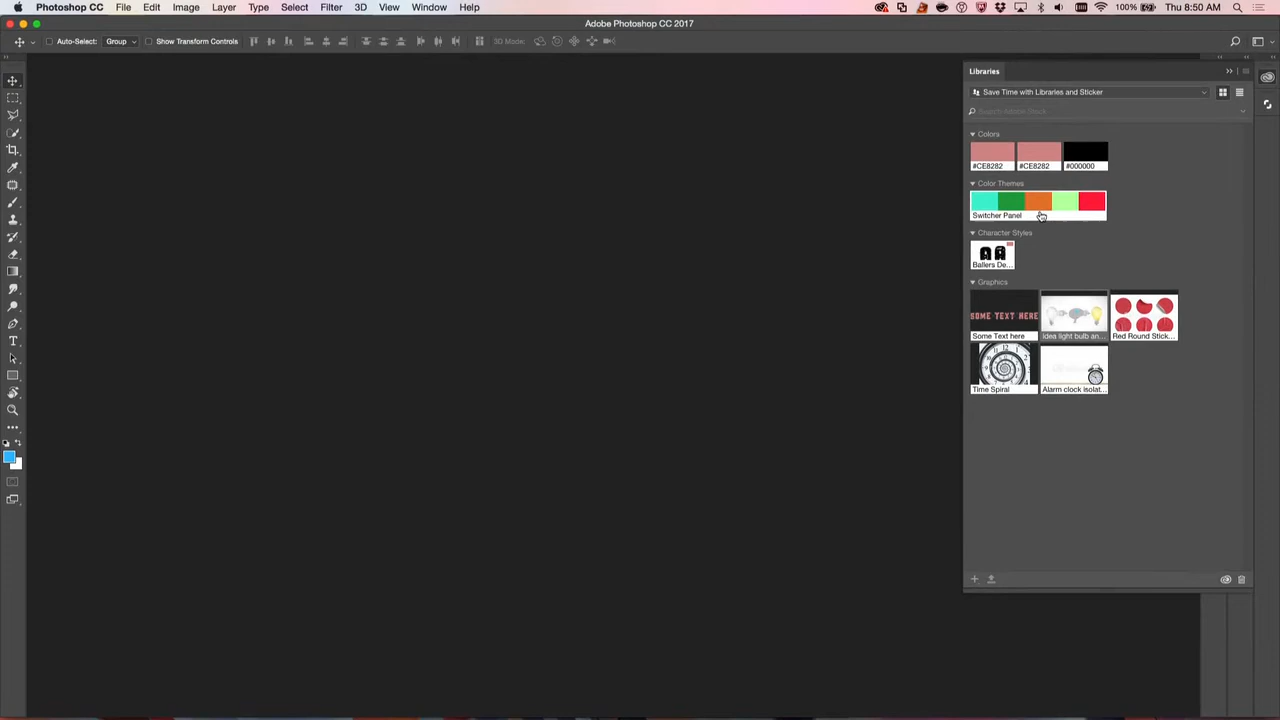 Photoshop CC File Edit Image Layer Type Select Filter 3D View Window Help 100% Thu 8:50 AM
Adobe Photoshop CC 2017
Auto-Select: Group Show Transform Controls 3D Mode:
Libraries
Save Time with Libraries and Sticker
Search Adobe Stock
Colors
#CE8282 #CE8282 #000000
Color Themes
Switcher Panel
Character Styles
Ballers De...
Graphics
SOME TEXT HERE
Some Text here Idea light bulb an... Red Round Stick...
Time Spiral Alarm clock isolat...